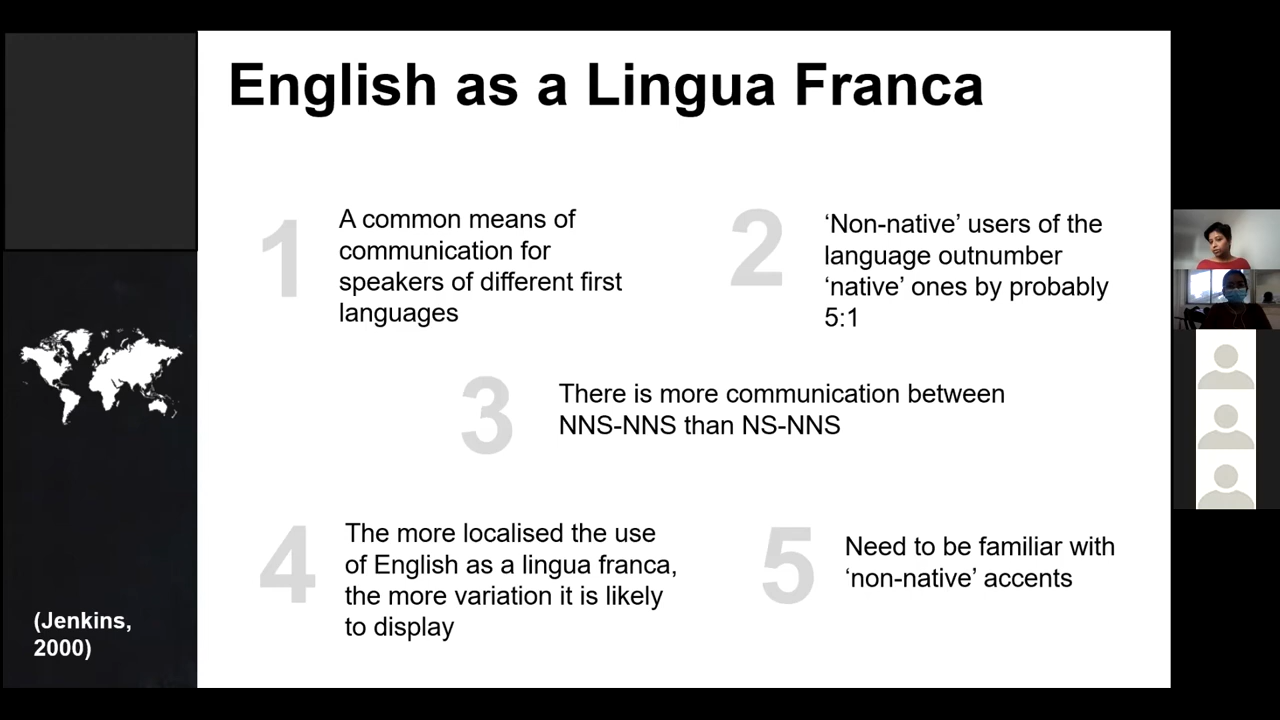 English as a Lingua Franca
1
A common means of
communication for
speakers of different first
languages
2
‘Non-native’ users of the
language outnumber
‘native’ ones by probably
5:1
3
There is more communication between
NNS-NNS than NS-NNS
4
The more localised the use
of English as a lingua franca,
the more variation it is likely
to display
5
Need to be familiar with
‘non-native’ accents
(Jenkins,
2000)